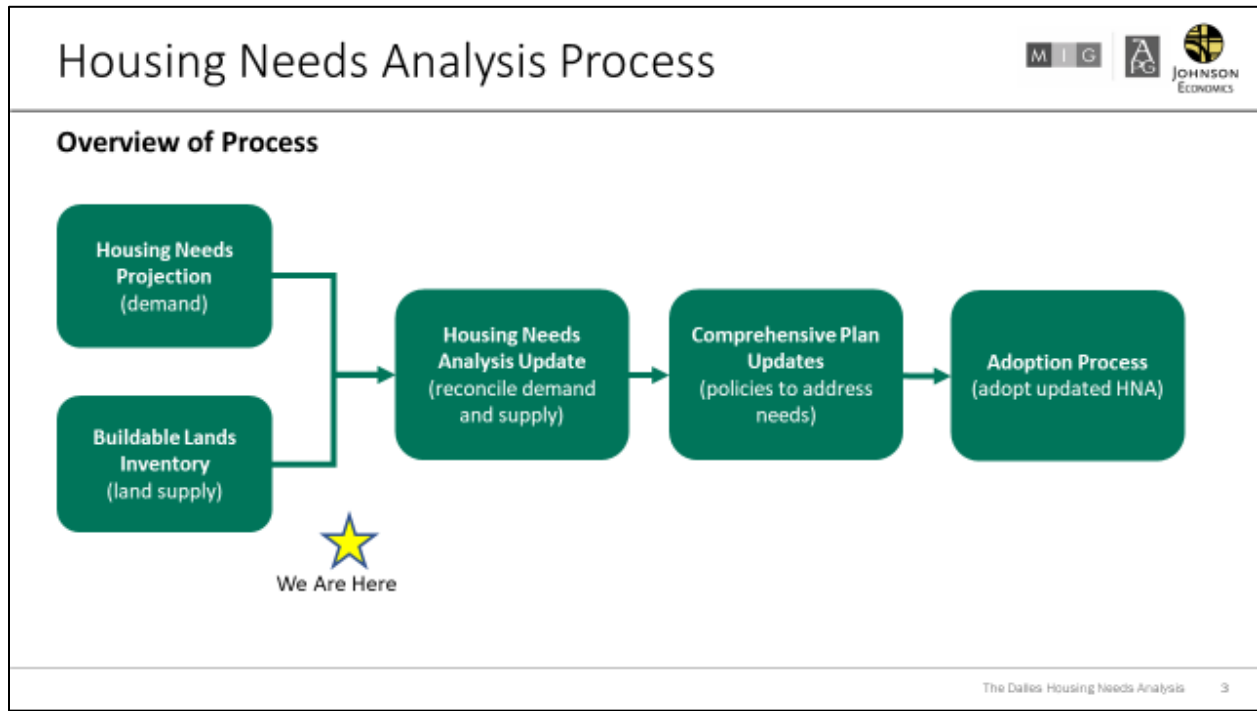 Housing Needs Analysis Process
M I G
APG
JOHNSON
ECONOMICS
Overview of Process
Housing Needs
Projection
(demand)
Buildable Lands
Inventory
(land supply)
Housing Needs
Analysis Update
(reconcile demand
and supply)
Comprehensive Plan
Updates
(policies to address
needs)
Adoption Process
(adopt updated HNA)
We Are Here
The Dalles Housing Needs Analysis 3